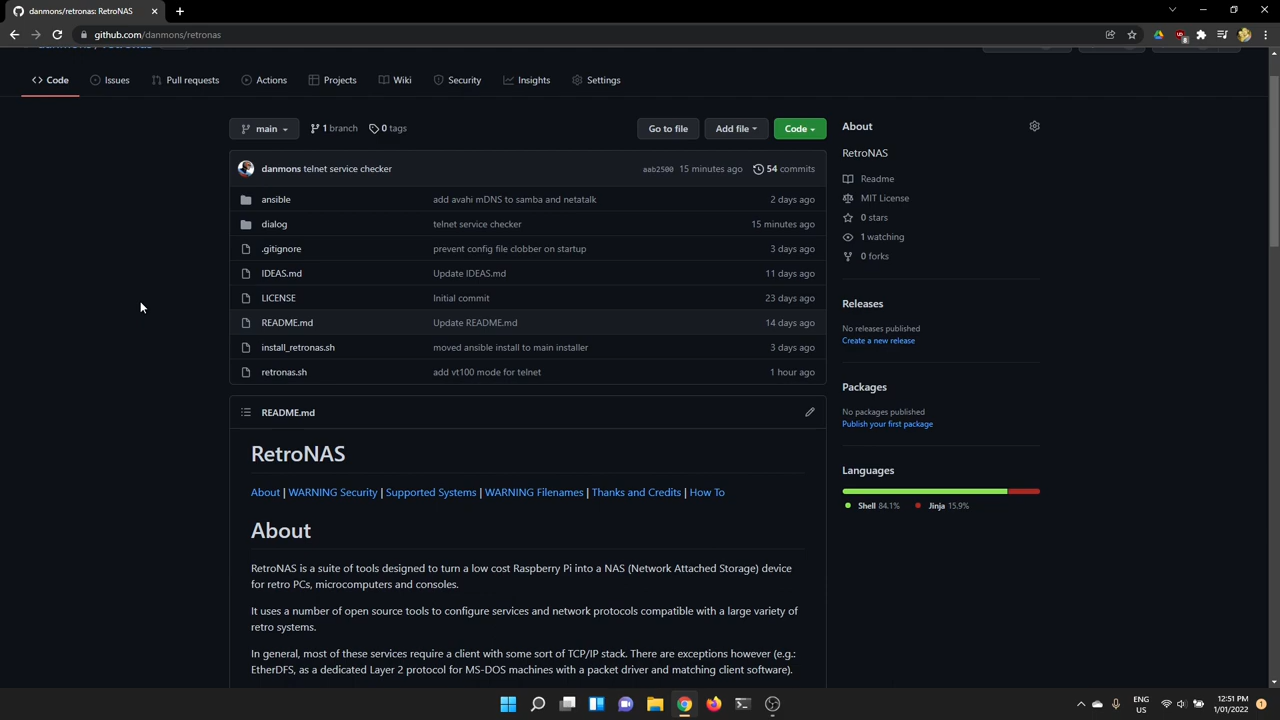 danmons/retronas: RetroNAS
github.com/danmons/retronas
Code
Issues
Pull requests
Actions
Projects
Wiki
Security
Insights
Settings
main
1 branch
0 tags
Go to file
Add file
Code
danmons telnet service checker
aab2500 15 minutes ago
54 commits
ansible
add avahi mDNS to samba and netatalk
2 days ago
dialog
telnet service checker
15 minutes ago
.gitignore
prevent config file clobber on startup
3 days ago
IDEAS.md
Update IDEAS.md
11 days ago
LICENSE
Initial commit
23 days ago
README.md
Update README.md
14 days ago
install_retronas.sh
moved ansible install to main installer
3 days ago
retronas.sh
add vt100 mode for telnet
1 hour ago
README.md
RetroNAS
About | WARNING Security | Supported Systems | WARNING Filenames | Thanks and Credits | How To
About
RetroNAS is a suite of tools designed to turn a low cost Raspberry Pi into a NAS (Network Attached Storage) device
for retro PCs, microcomputers and consoles.
It uses a number of open source tools to configure services and network protocols compatible with a large variety of
retro systems.
In general, most of these services require a client with some sort of TCP/IP stack. There are exceptions however (e.g.:
EtherDFS, as a dedicated Layer 2 protocol for MS-DOS machines with a packet driver and matching client software).
About
RetroNAS
Readme
MIT License
0 stars
1 watching
0 forks
Releases
No releases published
Create a new release
Packages
No packages published
Publish your first package
Languages
Shell 84.1%
Jinja 15.9%
ENG
US
12:51 PM
1/01/2022